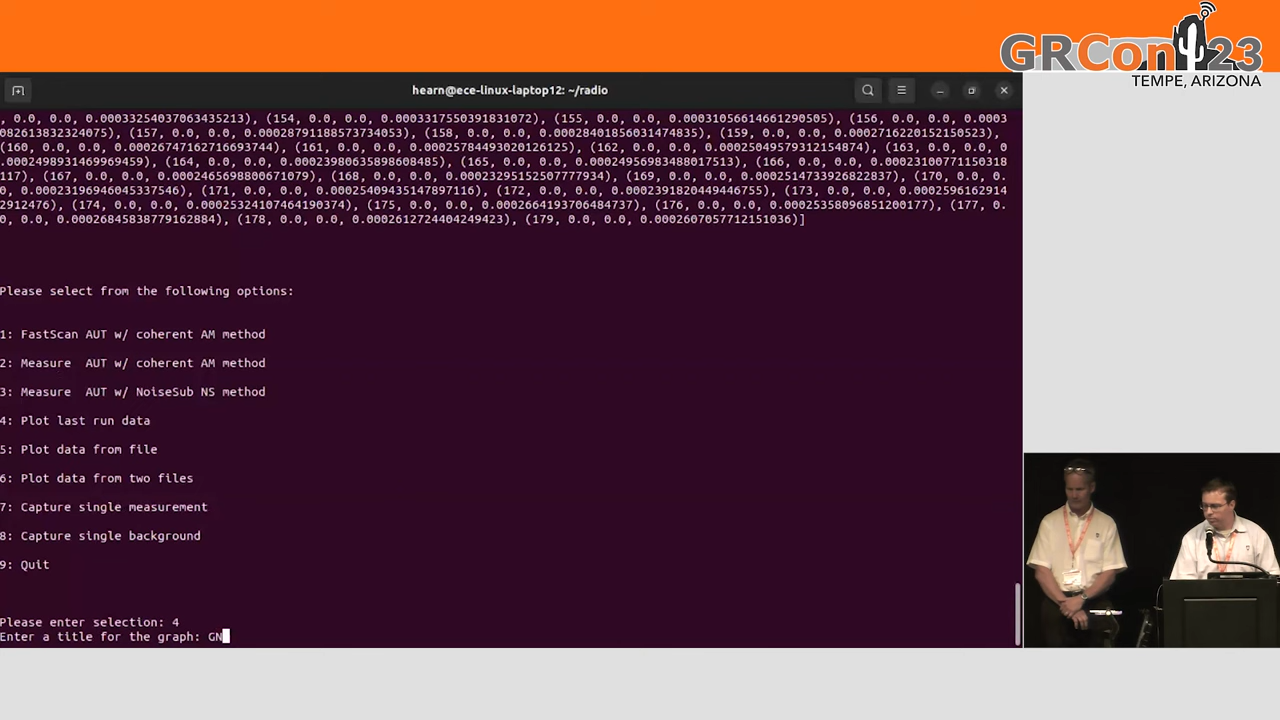 GRCon 23
TEMPE, ARIZONA
hearn@ece-linux-laptop12: ~/radio
, 0.0, 0.0, 0.00033254037063435213), (154, 0.0, 0.0, 0.00033175503918310​72), (155, 0.0, 0.0, 0.00031056614661290505), (156, 0.0, 0.0, 0.0003
082613832324075), (157, 0.0, 0.0, 0.00028791188573734053), (158, 0.0, 0.0, 0.00028401856031474835), (159, 0.0, 0.0, 0.0002716220152150523),
(160, 0.0, 0.0, 0.00026747162716693744), (161, 0.0, 0.0, 0.00025784493020126125), (162, 0.0, 0.0, 0.00025049579312154874), (163, 0.0, 0.0, 0
.0002498931469969459), (164, 0.0, 0.0, 0.00023980635898608485), (165, 0.0, 0.0, 0.00024956983488017513), (166, 0.0, 0.0, 0.00023100771150318
117), (167, 0.0, 0.0, 0.0002465698800671079), (168, 0.0, 0.0, 0.00023295152507777934), (169, 0.0, 0.0, 0.0002514733926822837), (170, 0.0, 0.
0, 0.00023196946045337546), (171, 0.0, 0.0, 0.00025409435147897116), (172, 0.0, 0.0, 0.0002391820449446755), (173, 0.0, 0.0, 0.0002596162914
2912476), (174, 0.0, 0.0, 0.00025324107464190374), (175, 0.0, 0.0, 0.0002664193706484737), (176, 0.0, 0.0, 0.00025358096851200177), (177, 0.
0, 0.0, 0.00026845838779162884), (178, 0.0, 0.0, 0.0002612724404249423), (179, 0.0, 0.0, 0.0002607057712151036)]
Please select from the following options:
1: FastScan AUT w/ coherent AM method
2: Measure  AUT w/ coherent AM method
3: Measure  AUT w/ NoiseSub NS method
4: Plot last run data
5: Plot data from file
6: Plot data from two files
7: Capture single measurement
8: Capture single background
9: Quit
Please enter selection: 4
Enter a title for the graph: GN